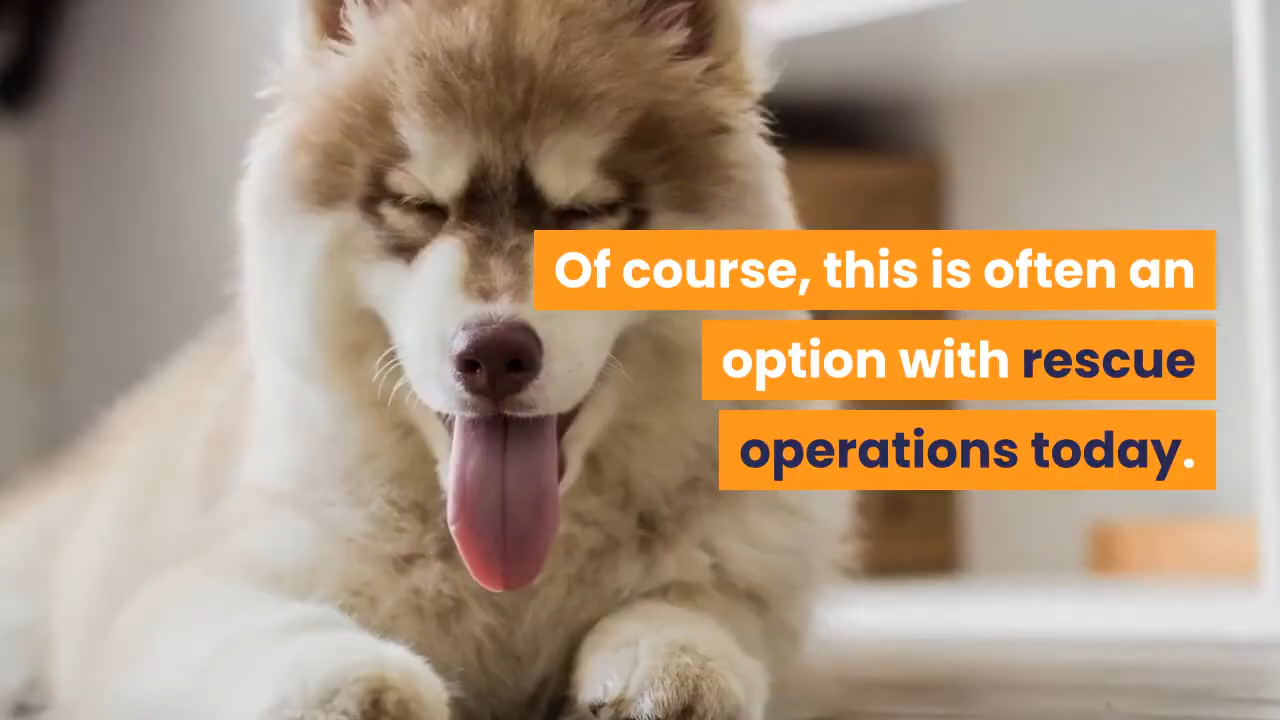 Of course, this is often an
option with rescue
operations today.